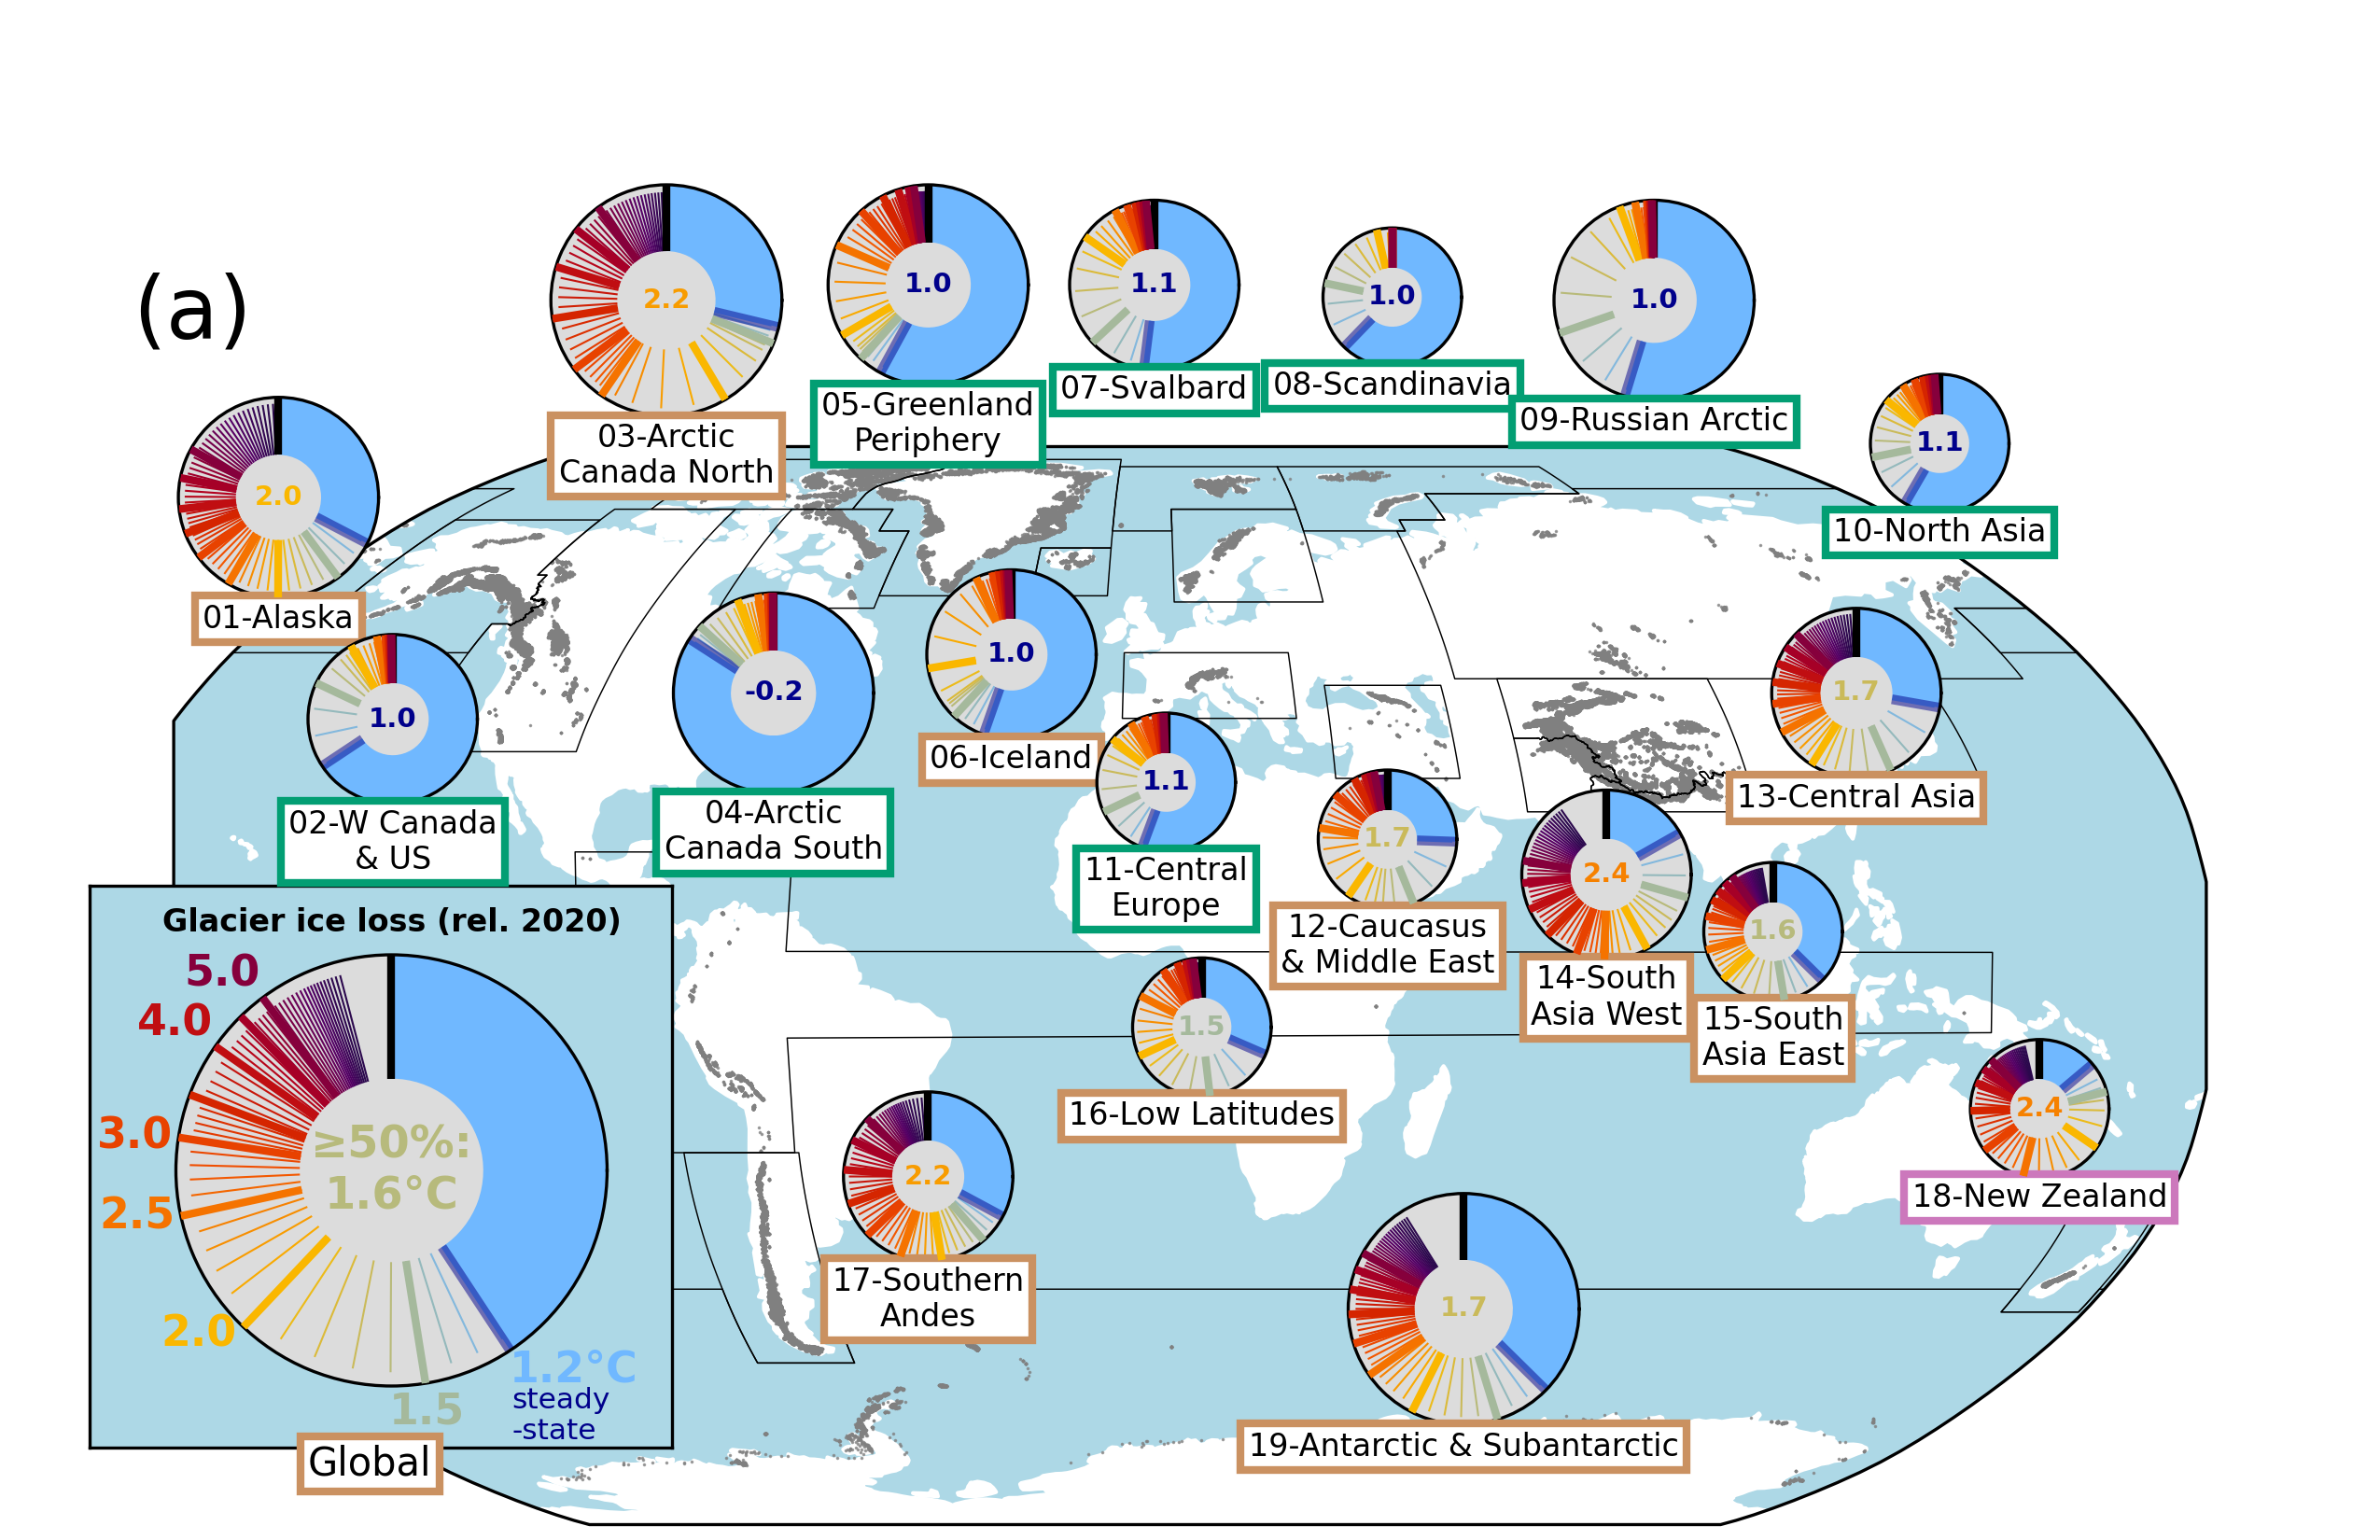 (a)
2.2
03-Arctic
Canada North
1.0
05-Greenland
Periphery
1.1
07-Svalbard
1.0
08-Scandinavia
1.0
09-Russian Arctic
1.1
10-North Asia
2.0
01-Alaska
1.0
02-W Canada
& US
-0.2
04-Arctic
Canada South
1.0
06-Iceland
1.1
11-Central
Europe
1.7
12-Caucasus
& Middle East
1.7
13-Central Asia
2.4
14-South
Asia West
1.6
15-South
Asia East
1.5
16-Low Latitudes
2.2
17-Southern
Andes
2.4
18-New Zealand
1.7
19-Antarctic & Subantarctic
Glacier ice loss (rel. 2020)
5.0
4.0
3.0
2.5
2.0
1.5
≥50%:
1.6°C
1.2°C
steady
-state
Global